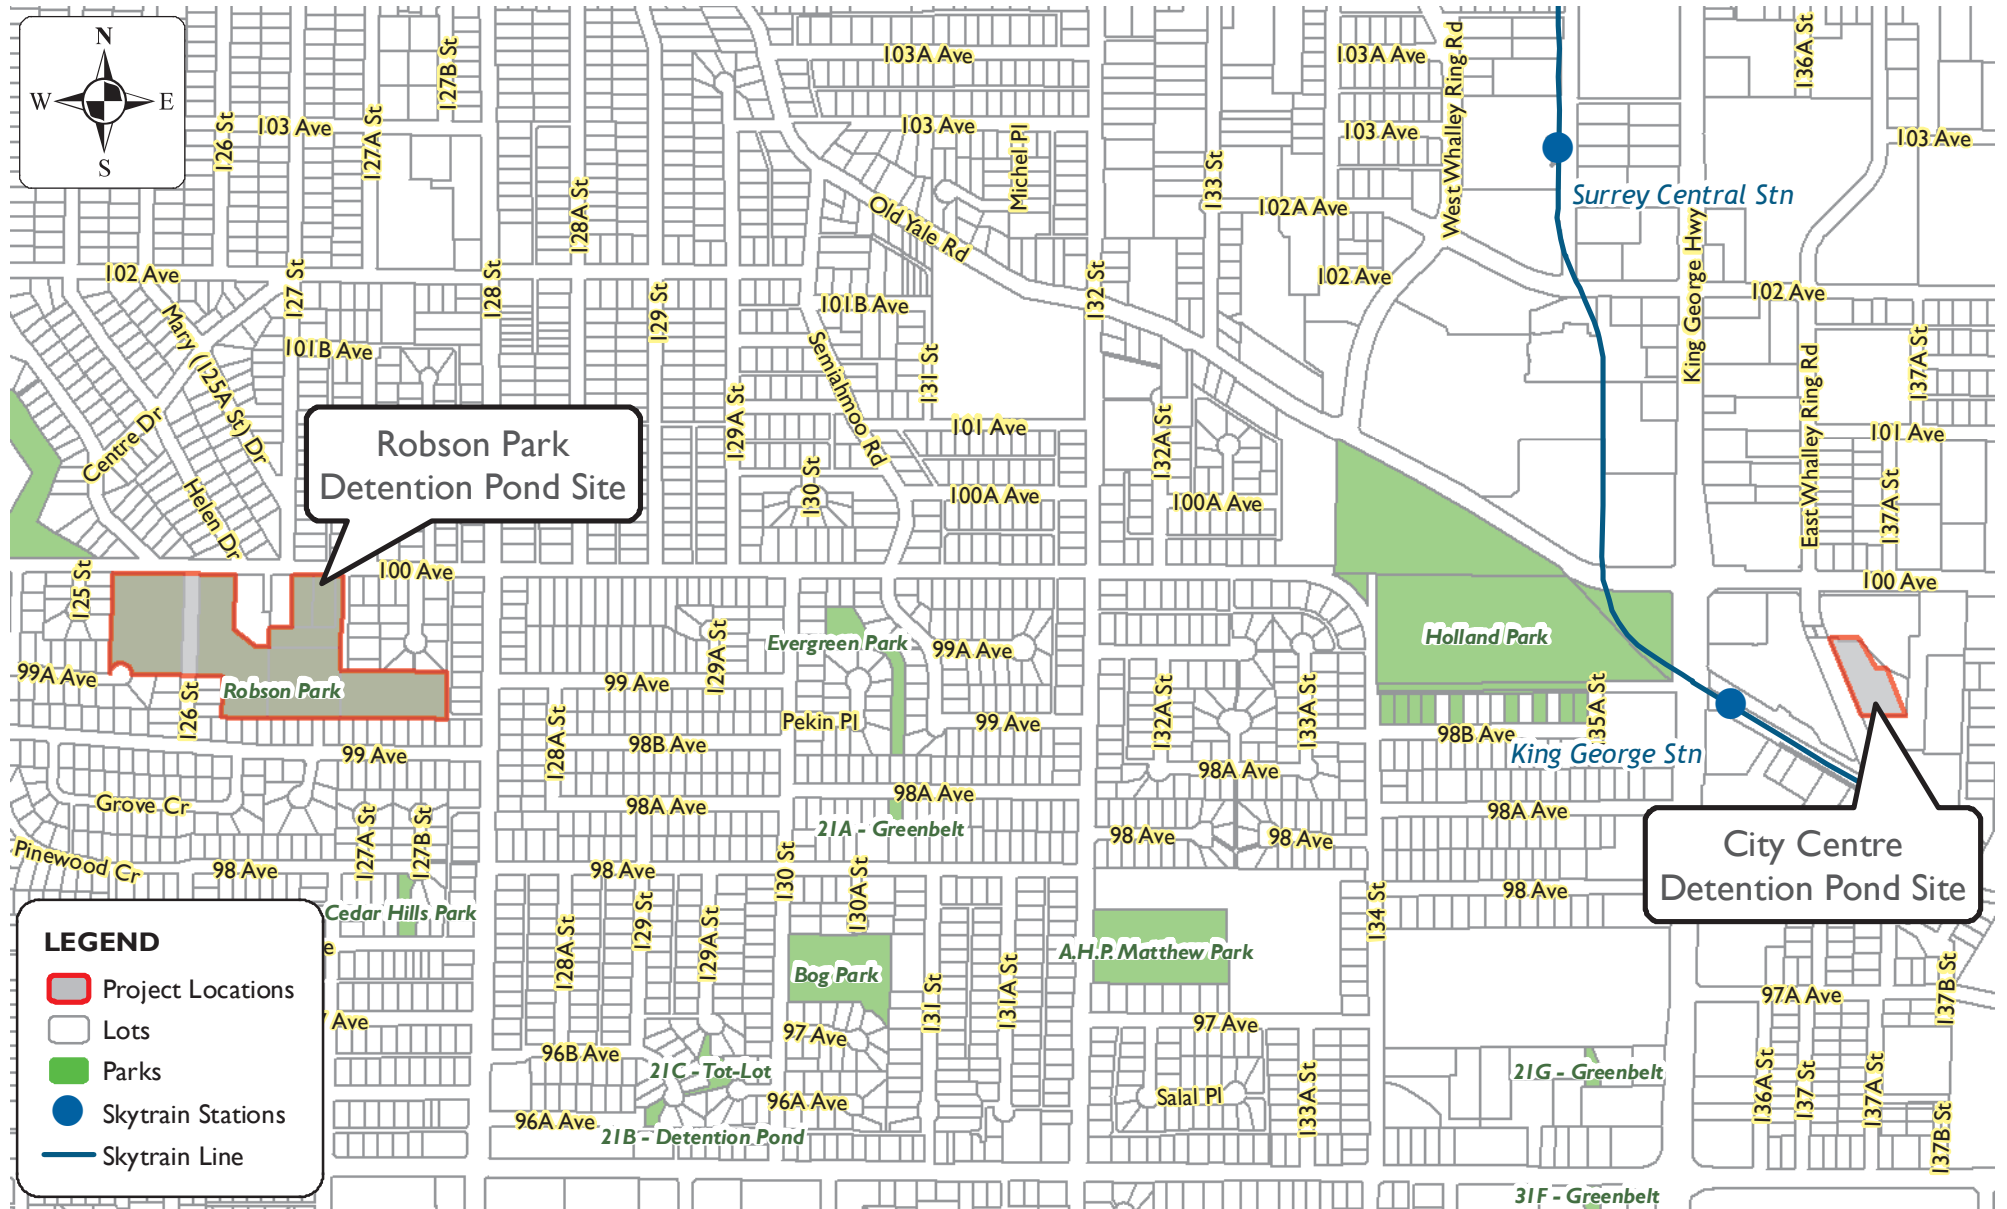 N
W
E
S
126 St
103 Ave
127A St
127B St
128A St
103A Ave
103 Ave
Michel Pl
Old Yale Rd
133 St
103A Ave
103 Ave
102A Ave
West Whalley Ring Rd
Surrey Central Stn
King George Hwy
136A St
103 Ave
102 Ave
127 St
128 St
129 St
101B Ave
132 St
102 Ave
102 Ave
Mary (125A St) Dr
101B Ave
Semiahmoo Rd
131 St
East Whalley Ring Rd
137A St
Centre Dr
Helen Dr
129A St
130 St
101 Ave
132A St
101 Ave
Robson Park
Detention Pond Site
100A Ave
100A Ave
137A St
125 St
100 Ave
100 Ave
Evergreen Park
129A St
99A Ave
Holland Park
99A Ave
126 St
Robson Park
99 Ave
128A St
Pekin Pl
99 Ave
132A St
133A St
135A St
98B Ave
98B Ave
King George Stn
99 Ave
98A Ave
98A Ave
98A Ave
98A Ave
Grove Cr
127A St
127B St
21A - Greenbelt
98 Ave
98 Ave
City Centre
Detention Pond Site
Pinewood Cr
98 Ave
98 Ave
130 St
130A St
134 St
98 Ave
Cedar Hills Park
128A St
129 St
129A St
Bog Park
131 St
131A St
A.H.P. Matthew Park
137B St
97A Ave
LEGEND
Project Locations
Lots
Parks
Skytrain Stations
Skytrain Line
e
Ave
97 Ave
97 Ave
96B Ave
21C - Tot-Lot
96A Ave
96A Ave
21B - Detention Pond
Salal Pl
133A St
21G - Greenbelt
136A St
137 St
137A St
137B St
31F - Greenbelt